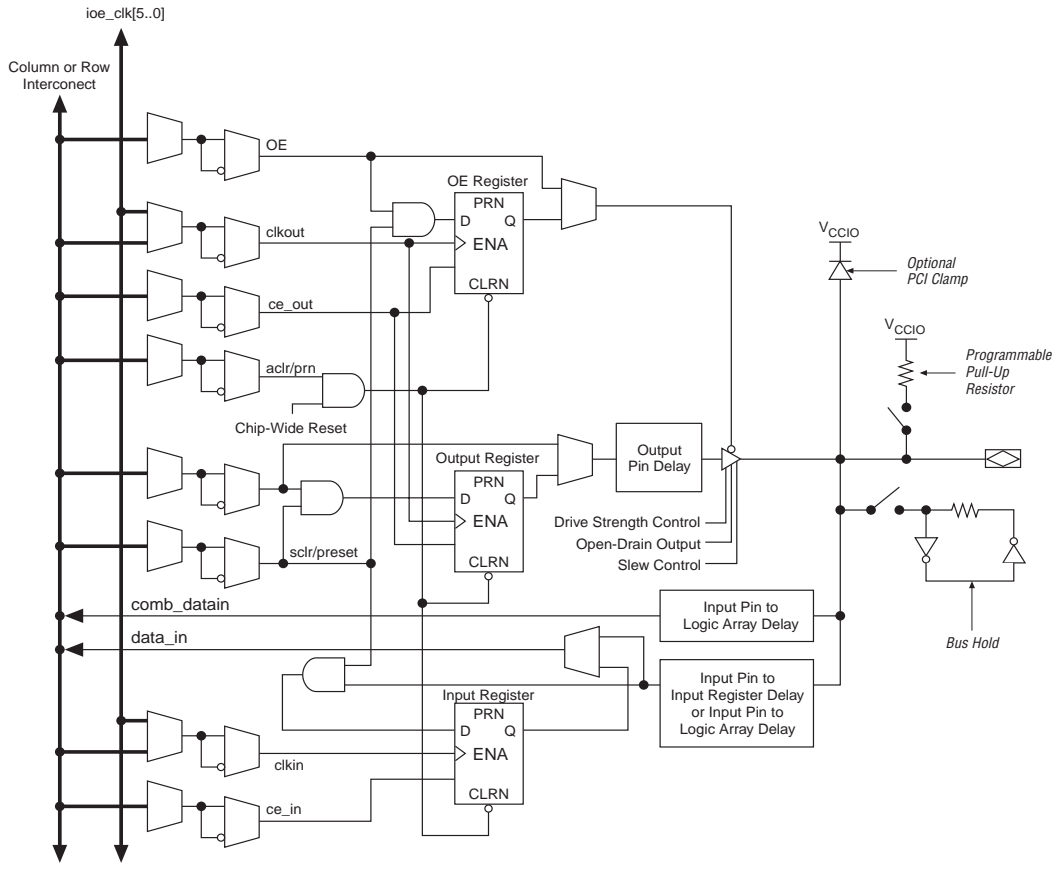 ioe_clk[5..0]
Column or Row
Interconect
OE
OE Register
PRN
D
Q
ENA
CLRN
clkout
ce_out
aclr/prn
Chip-Wide Reset
VCCIO
Optional
PCI Clamp
VCCIO
Programmable
Pull-Up
Resistor
Output Register
PRN
D
Q
ENA
CLRN
Output
Pin Delay
Drive Strength Control
Open-Drain Output
Slew Control
sclr/preset
comb_datain
Input Pin to
Logic Array Delay
Bus Hold
data_in
Input Pin to
Input Register Delay
or Input Pin to
Logic Array Delay
Input Register
PRN
D
Q
ENA
CLRN
clkin
ce_in